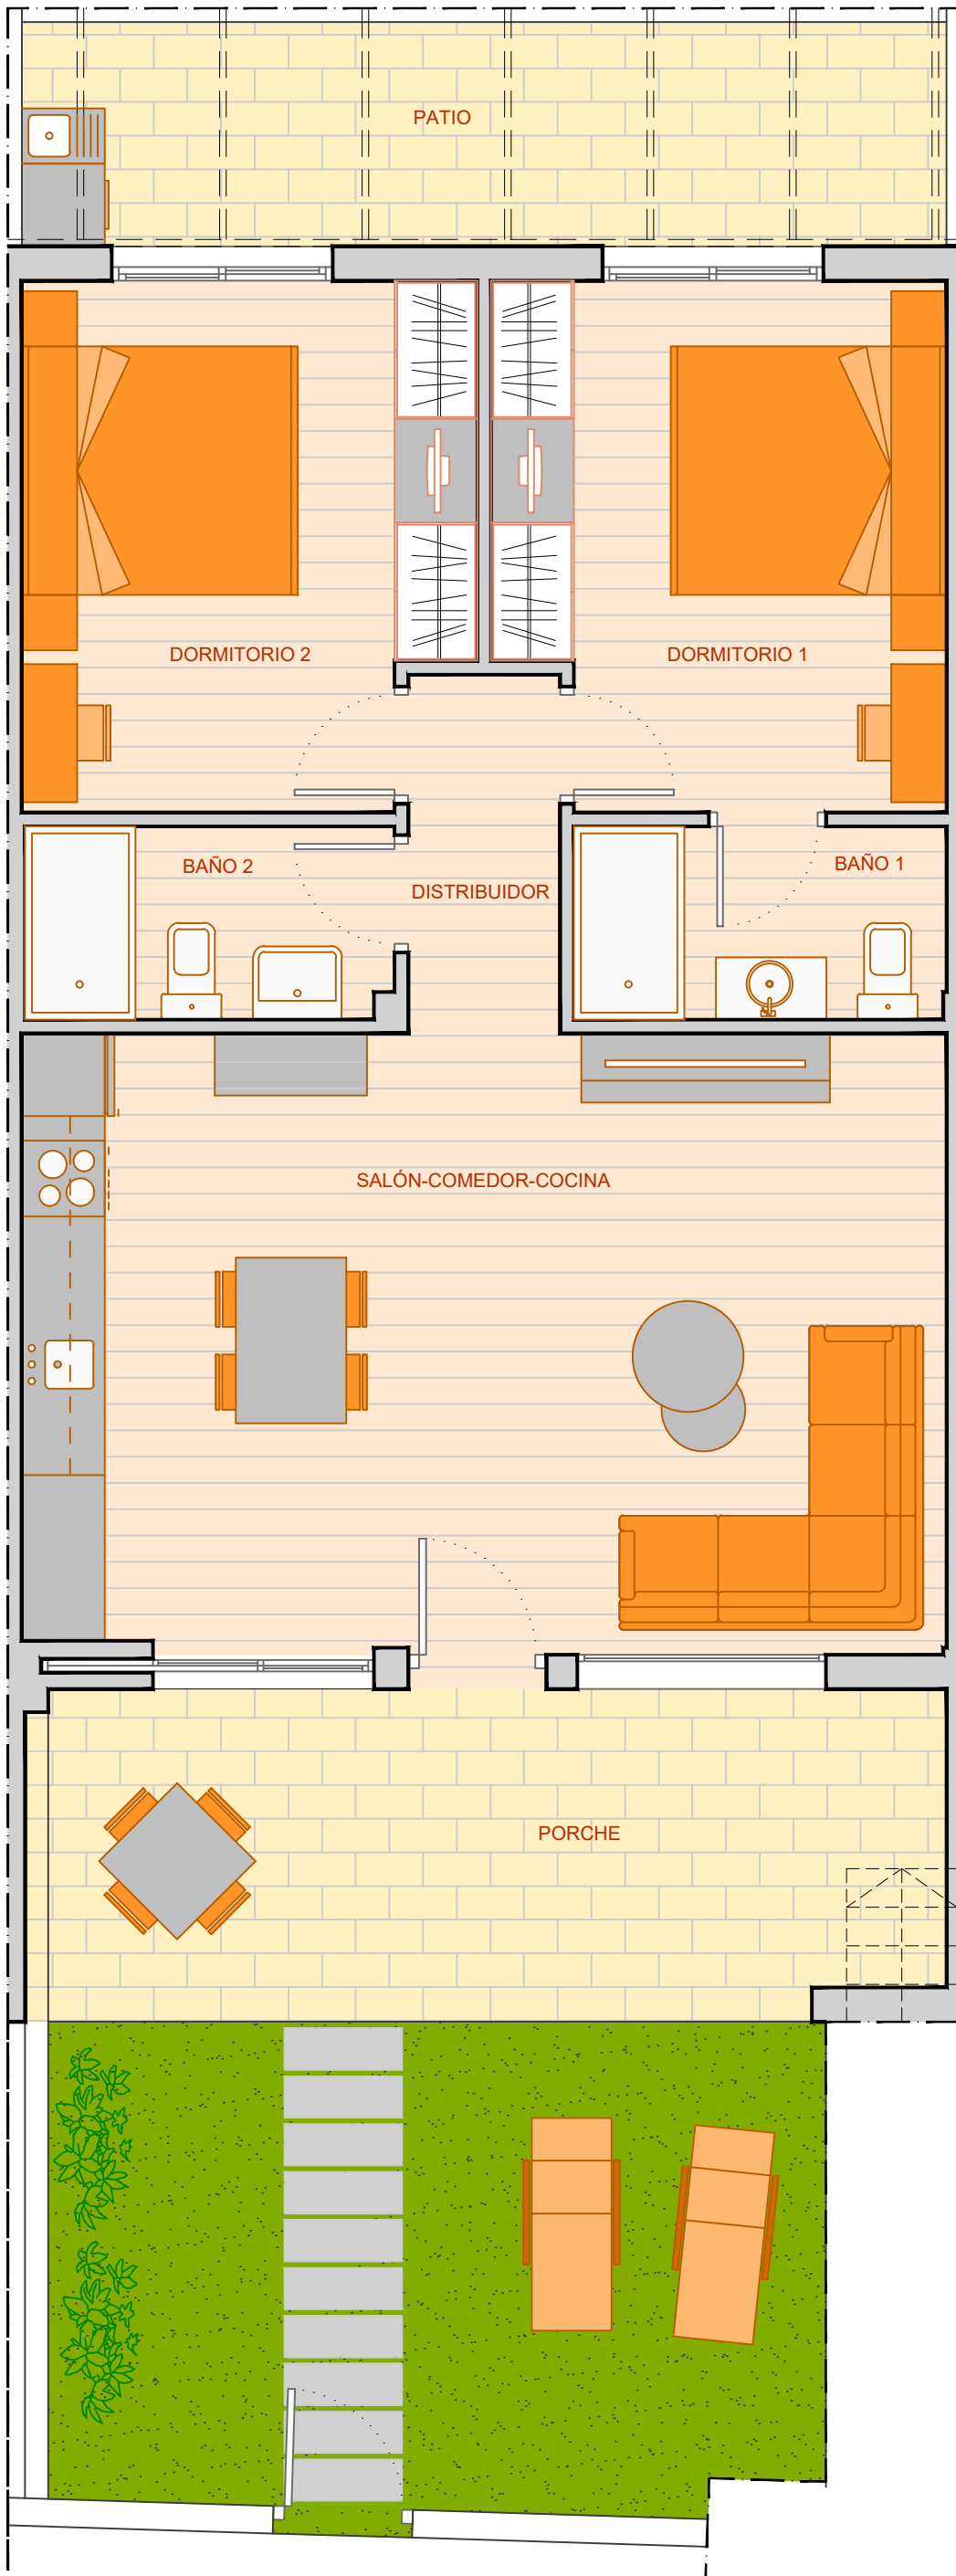 PATIO
DORMITORIO 2
DORMITORIO 1
BAÑO 2
BAÑO 1
DISTRIBUIDOR
SALÓN-COMEDOR-COCINA
PORCHE